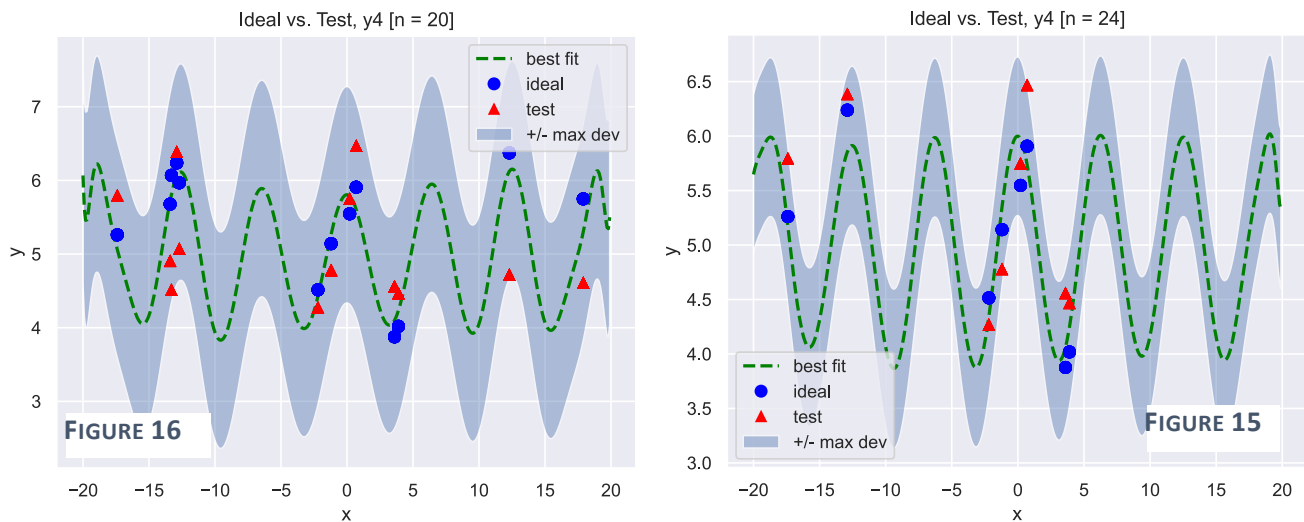 Ideal vs. Test, y4 [n = 20]
best fit
ideal
test
+/- max dev
y
7
6
5
4
3
FIGURE 16
−20 −15 −10 −5 0 5 10 15 20
x
Ideal vs. Test, y4 [n = 24]
y
6.5
6.0
5.5
5.0
4.5
4.0
3.5
3.0
best fit
ideal
test
+/- max dev
FIGURE 15
−20 −15 −10 −5 0 5 10 15 20
x